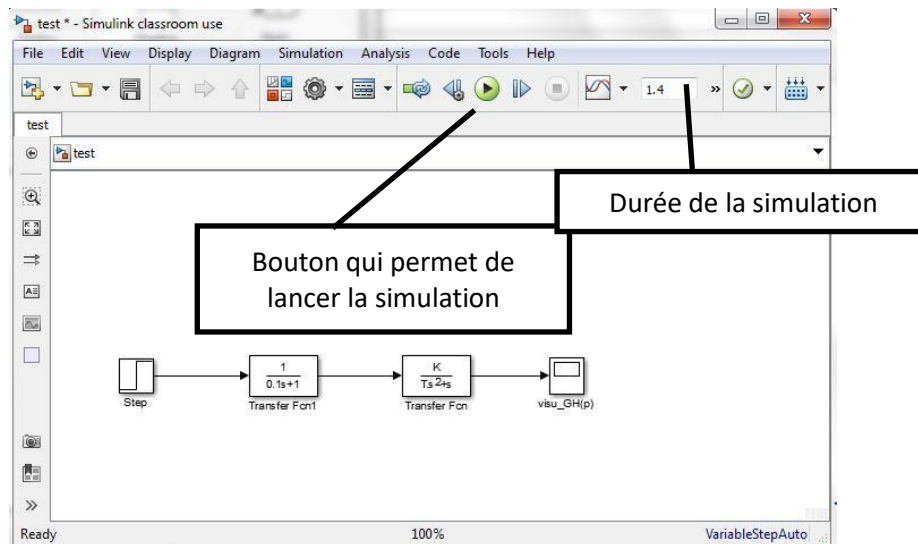 test * - Simulink classroom use
File Edit View Display Diagram Simulation Analysis Code Tools Help
1.4
»
test
test
Durée de la simulation
Bouton qui permet de
lancer la simulation
1
0.1s+1
K
T.s²+s
Step
Transfer Fcn1
Transfer Fcn
visu_GH(p)
»
Ready
100%
VariableStepAuto